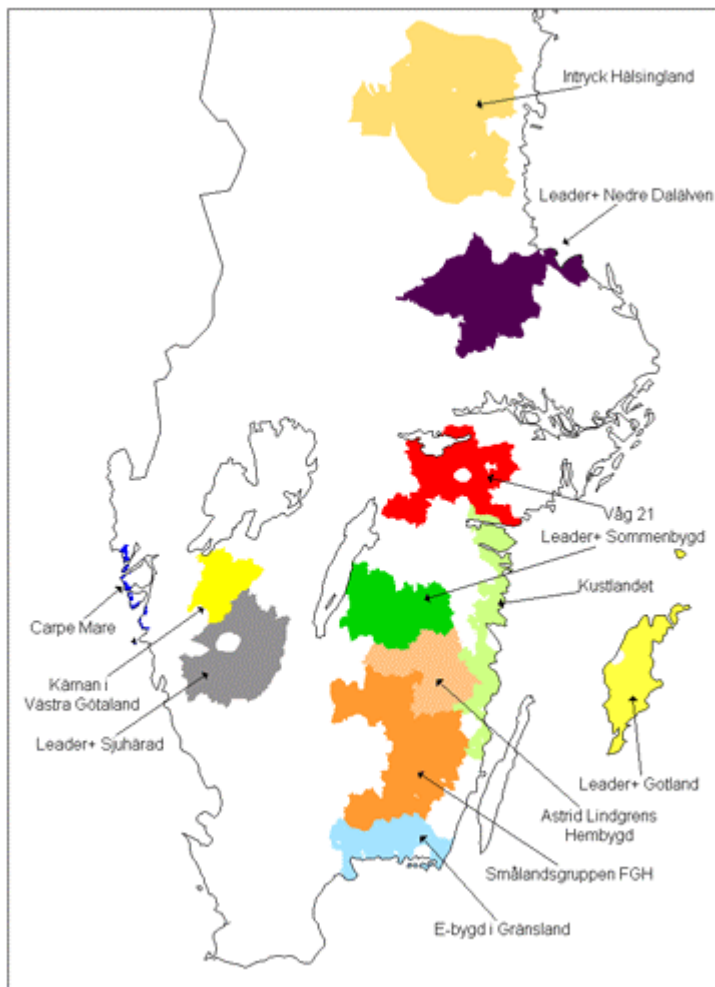 Intryck Hälsingland
Leader+ Nedre Dalälven
Våg 21
Leader+ Sommenbygd
Kustlandet
Carpe Mare
Kärnan i
Västra Götaland
Leader+ Sjuhärad
Leader+ Gotland
Astrid Lindgrens
Hembygd
Smålandsgruppen FGH
E-bygd i Gränsland